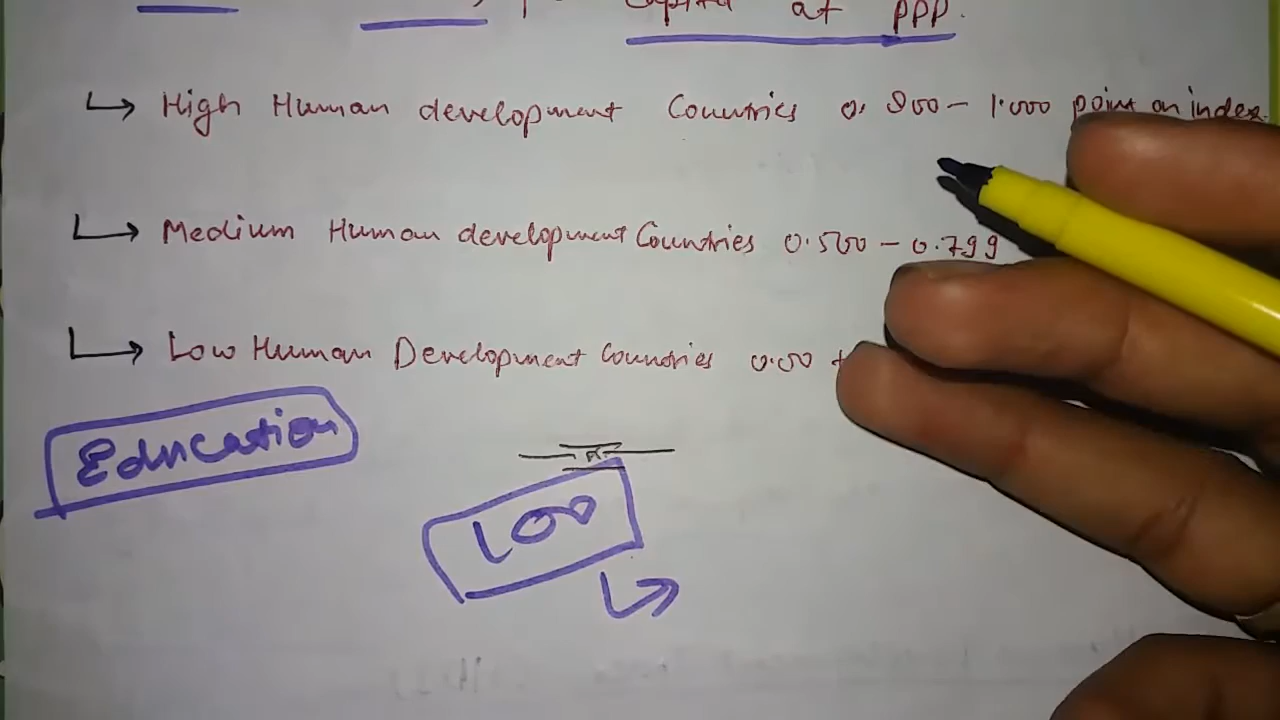 capita at PPP.
↳ High Human development Countries 0.800 - 1.000 point on index.
↳ Medium Human development Countries 0.500 - 0.799
↳ Low Human Development Countries 0.00
Education
100 ↳